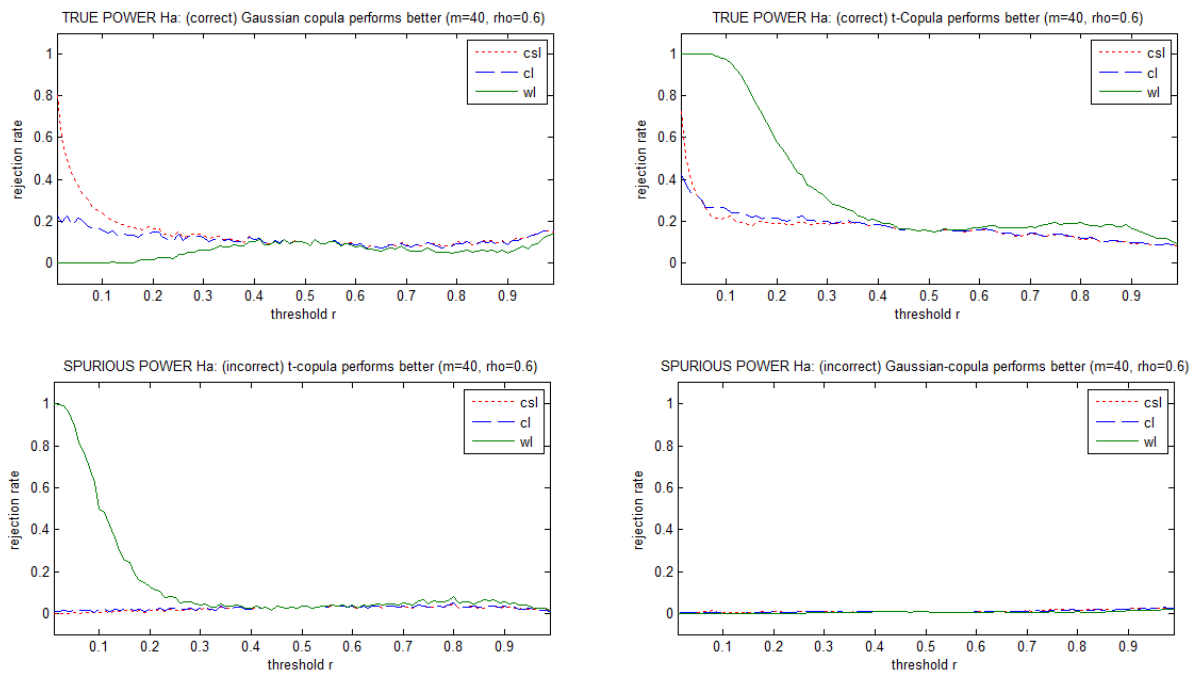 TRUE POWER Ha: (correct) Gaussian copula performs better (m=40, rho=0.6)
1
0.8
0.6
0.4
0.2
0
rejection rate
csl
cl
wl
0.1 0.2 0.3 0.4 0.5 0.6 0.7 0.8 0.9
threshold r
TRUE POWER Ha: (correct) t-Copula performs better (m=40, rho=0.6)
1
0.8
0.6
0.4
0.2
0
rejection rate
csl
cl
wl
0.1 0.2 0.3 0.4 0.5 0.6 0.7 0.8 0.9
threshold r
SPURIOUS POWER Ha: (incorrect) t-copula performs better (m=40, rho=0.6)
1
0.8
0.6
0.4
0.2
0
rejection rate
csl
cl
wl
0.1 0.2 0.3 0.4 0.5 0.6 0.7 0.8 0.9
threshold r
SPURIOUS POWER Ha: (incorrect) Gaussian-copula performs better (m=40, rho=0.6)
1
0.8
0.6
0.4
0.2
0
rejection rate
csl
cl
wl
0.1 0.2 0.3 0.4 0.5 0.6 0.7 0.8 0.9
threshold r